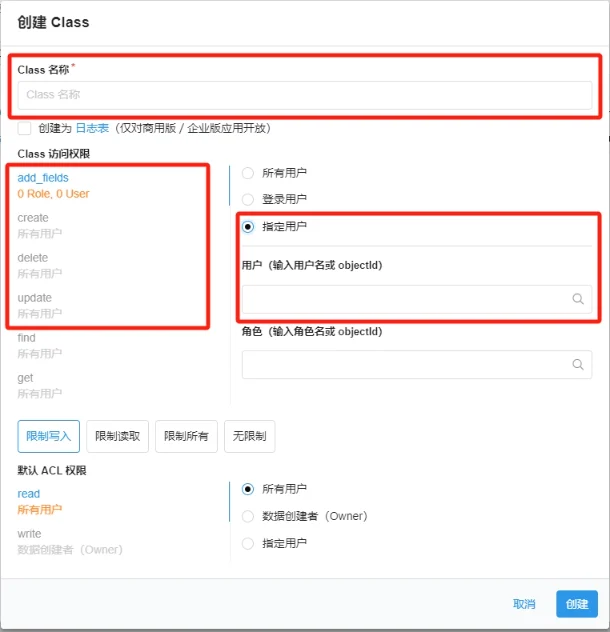 创建 Class
Class 名称*
Class 名称
创建为 日志表（仅对商用版 / 企业版应用开放）
Class 访问权限
add_fields
0 Role, 0 User
create
所有用户
delete
所有用户
update
所有用户
find
所有用户
get
所有用户
所有用户
登录用户
指定用户
用户（输入用户名或 objectId）
角色（输入角色名或 objectId）
限制写入 限制读取 限制所有 无限制
默认 ACL 权限
read
所有用户
write
数据创建者（Owner）
所有用户
数据创建者（Owner）
指定用户
取消 创建